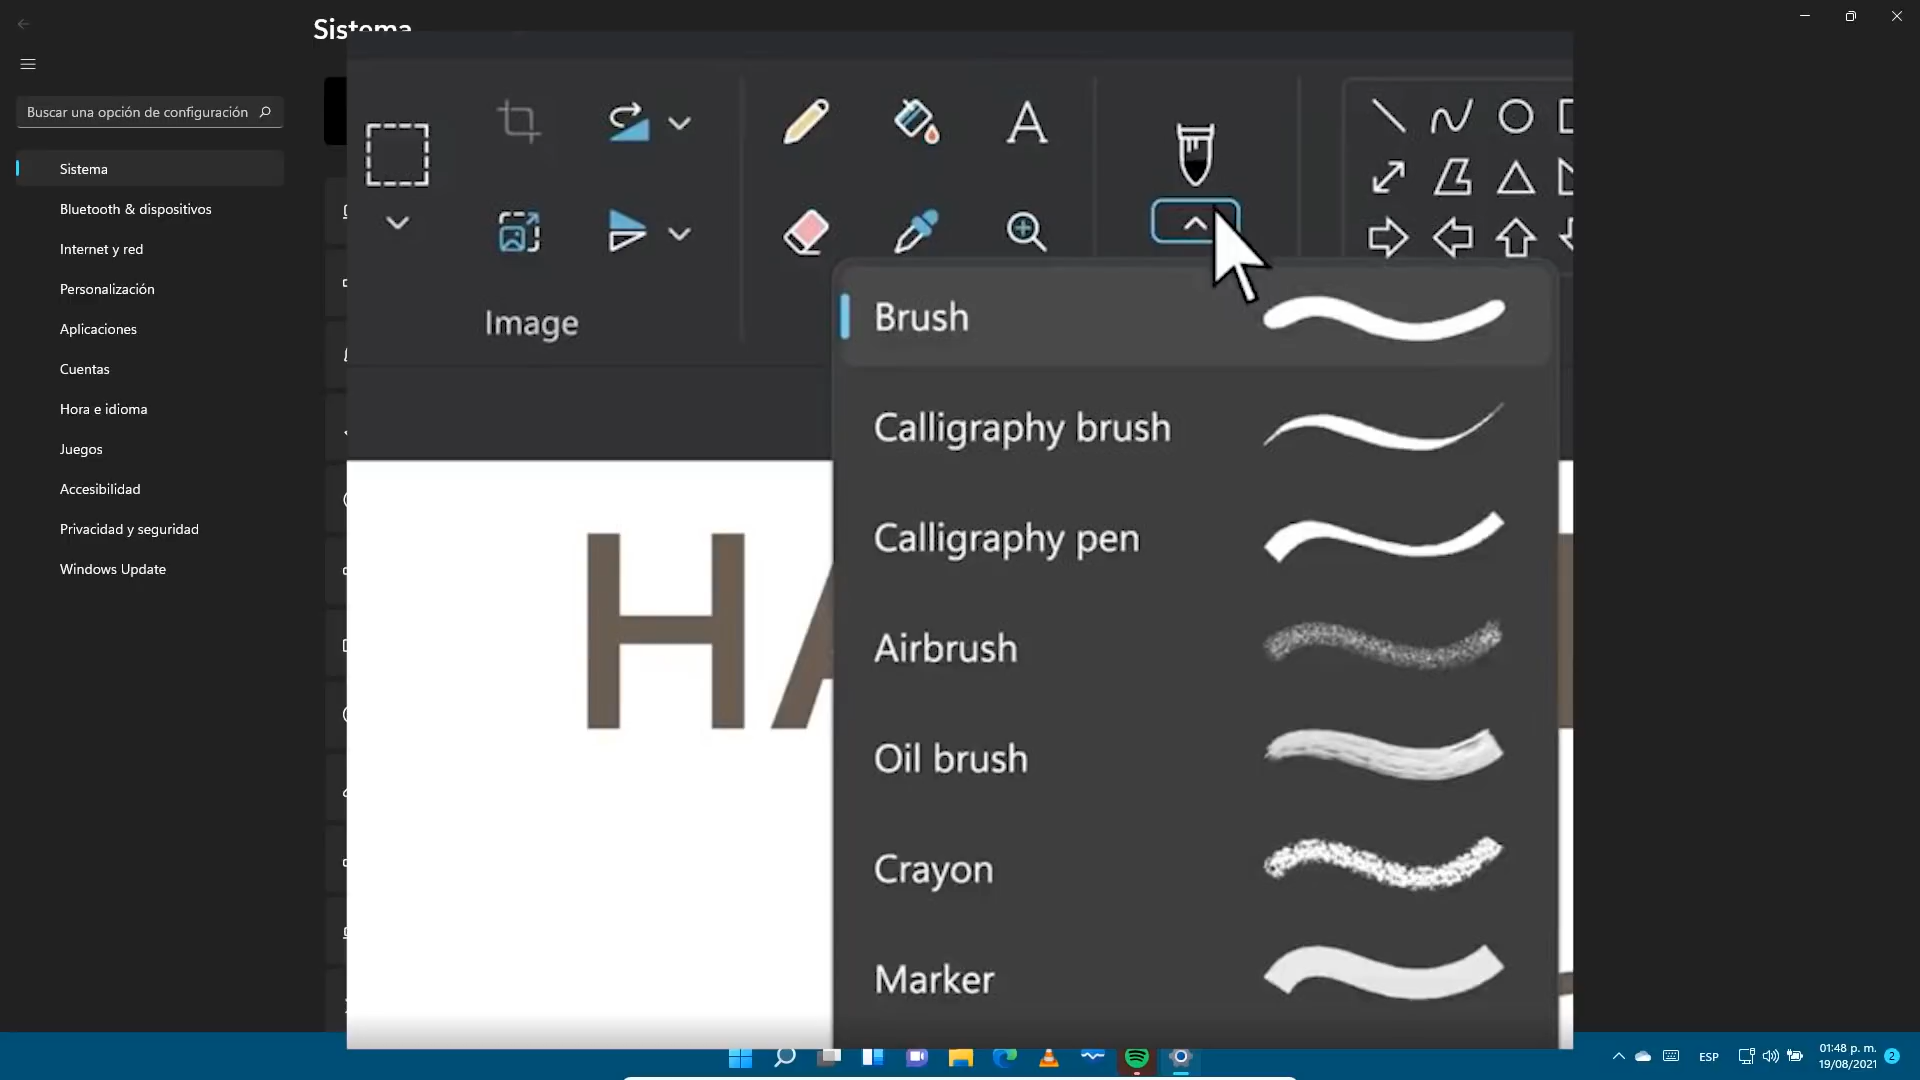 Sistema
Buscar una opción de configuración
Sistema
Bluetooth & dispositivos
Internet y red
Personalización
Aplicaciones
Cuentas
Hora e idioma
Juegos
Accesibilidad
Privacidad y seguridad
Windows Update
Image
Brush
Calligraphy brush
Calligraphy pen
Airbrush
Oil brush
Crayon
Marker
HA
ESP
01:48 p. m.
19/08/2021
2